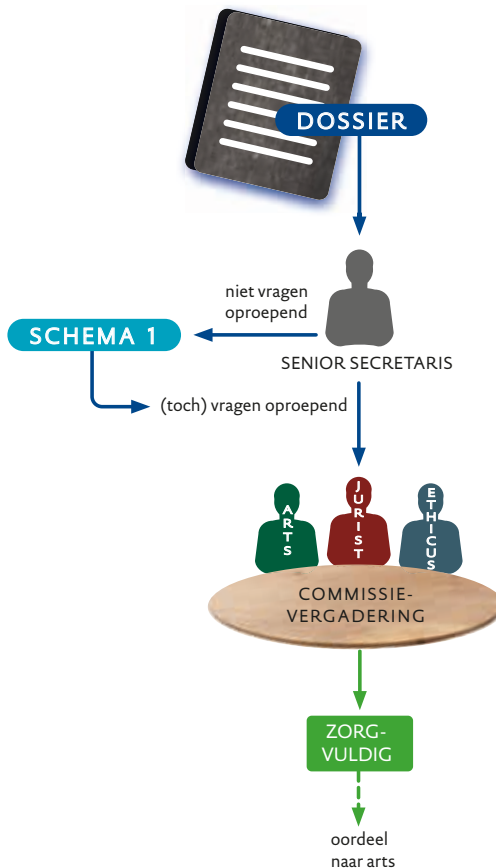 DOSSIER
niet vragen
oproepend
SCHEMA 1
SENIOR SECRETARIS
(toch) vragen oproepend
ARTS
JURIST
ETHICUS
COMMISSIE-
VERGADERING
ZORG-
VULDIG
oordeel
naar arts